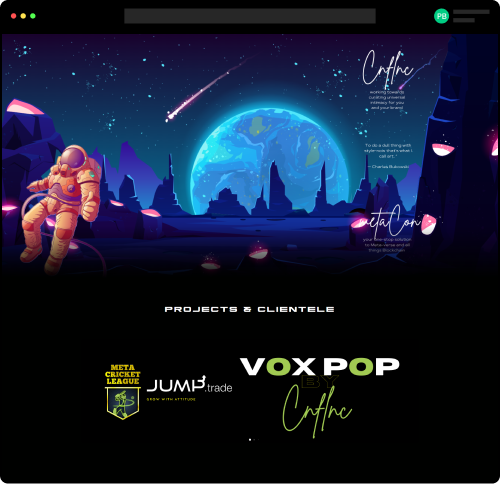 PB
CnfInc
working towards
curating universal
intimacy for you
and your brand
To do a dull thing with
style-now that's what I
call art."
— Charles Bukowski
metaCon
your one-stop solution
to Meta-Verse and all
things Blockchain
PROJECTS & CLIENTELE
META
CRICKET
LEAGUE
JUMP.trade
GROW WITH ATTITUDE
VOX POP
BY
CnfInc